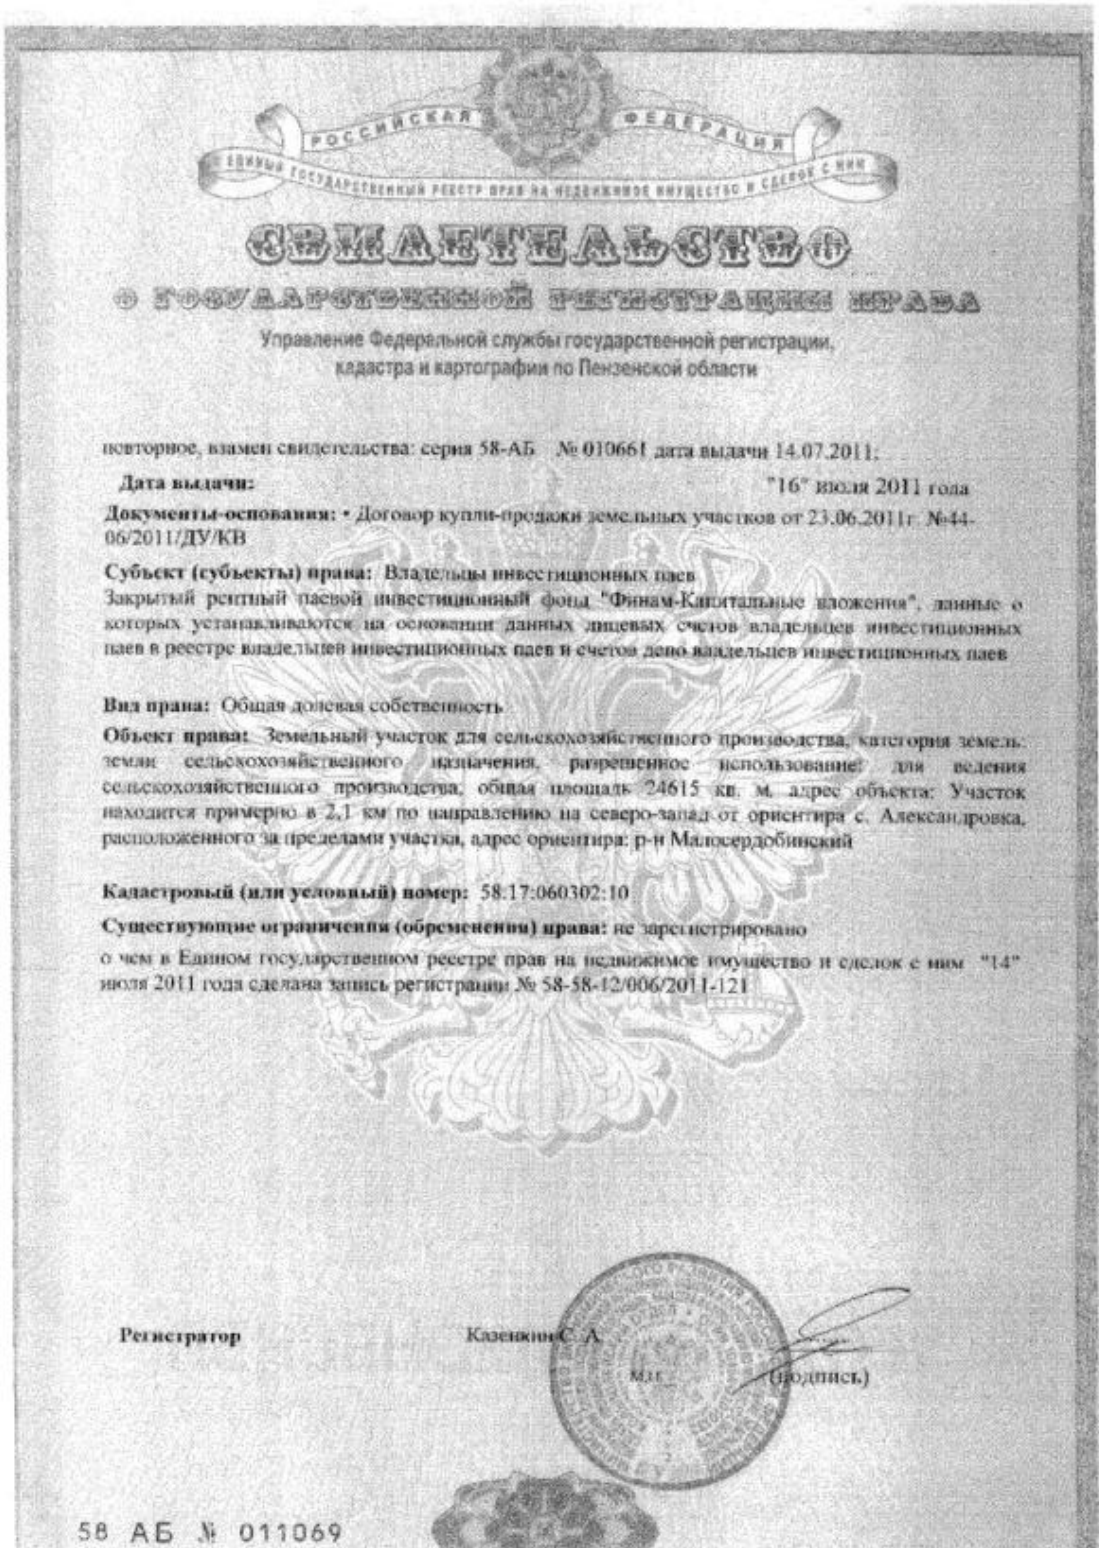 РОССИЙСКАЯ ФЕДЕРАЦИЯ
ЕДИНЫЙ ГОСУДАРСТВЕННЫЙ РЕЕСТР ПРАВ НА НЕДВИЖИМОЕ ИМУЩЕСТВО И СДЕЛОК С НИМ
СВИДЕТЕЛЬСТВО
О ГОСУДАРСТВЕННОЙ РЕГИСТРАЦИИ ПРАВА
Управление Федеральной службы государственной регистрации,
кадастра и картографии по Пензенской области
повторное, взамен свидетельства: серия 58-АБ № 010661 дата выдачи 14.07.2011;
Дата выдачи: "16" июля 2011 года
Документы-основания: • Договор купли-продажи земельных участков от 23.06.2011г. №44-
06/2011/ДУ/КВ
Субъект (субъекты) права: Владельцы инвестиционных паев
Закрытый рентный паевой инвестиционный фонд "Финам-Капитальные вложения", данные о
которых устанавливаются на основании данных лицевых счетов владельцев инвестиционных
паев в реестре владельцев инвестиционных паев и счетов депо владельцев инвестиционных паев
Вид права: Общая долевая собственность
Объект права: Земельный участок для сельскохозяйственного производства, категория земель:
земли сельскохозяйственного назначения, разрешенное использование: для ведения
сельскохозяйственного производства, общая площадь 24615 кв. м, адрес объекта: Участок
находится примерно в 2,1 км по направлению на северо-запад от ориентира с. Александровка,
расположенного за пределами участка, адрес ориентира: р-н Малосердобинский
Кадастровый (или условный) номер: 58:17:060302:10
Существующие ограничения (обременения) права: не зарегистрировано
о чем в Едином государственном реестре прав на недвижимое имущество и сделок с ним "14"
июля 2011 года сделана запись регистрации № 58-58-12/006/2011-121
Регистратор Казенкин С. А.
м.п. (подпись)
58 АБ № 011069